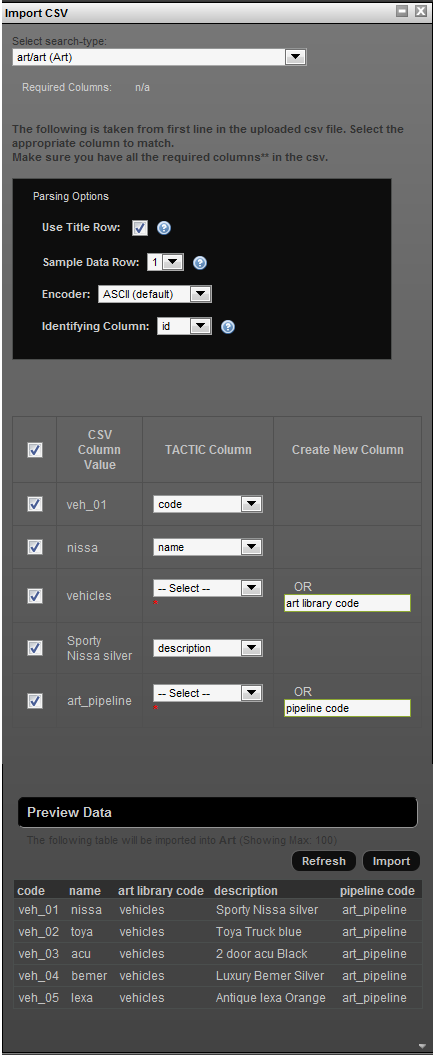 Import CSV
Select search-type:
art/art (Art)
Required Columns: n/a
The following is taken from first line in the uploaded csv file. Select the
appropriate column to match.
Make sure you have all the required columns** in the csv.
Parsing Options
Use Title Row:
Sample Data Row: 1
Encoder: ASCII (default)
Identifying Column: id
CSV
Column
Value
TACTIC Column
Create New Column
veh_01 code
nissa name
vehicles -- Select -- OR
* art library code
Sporty
Nissa silver
description
art_pipeline -- Select -- OR
* pipeline code
Preview Data
The following table will be imported into Art (Showing Max: 100)
Refresh Import
code name art library code description pipeline code
veh_01 nissa vehicles Sporty Nissa silver art_pipeline
veh_02 toya vehicles Toya Truck blue art_pipeline
veh_03 acu vehicles 2 door acu Black art_pipeline
veh_04 bemer vehicles Luxury Bemer Silver art_pipeline
veh_05 lexa vehicles Antique lexa Orange art_pipeline